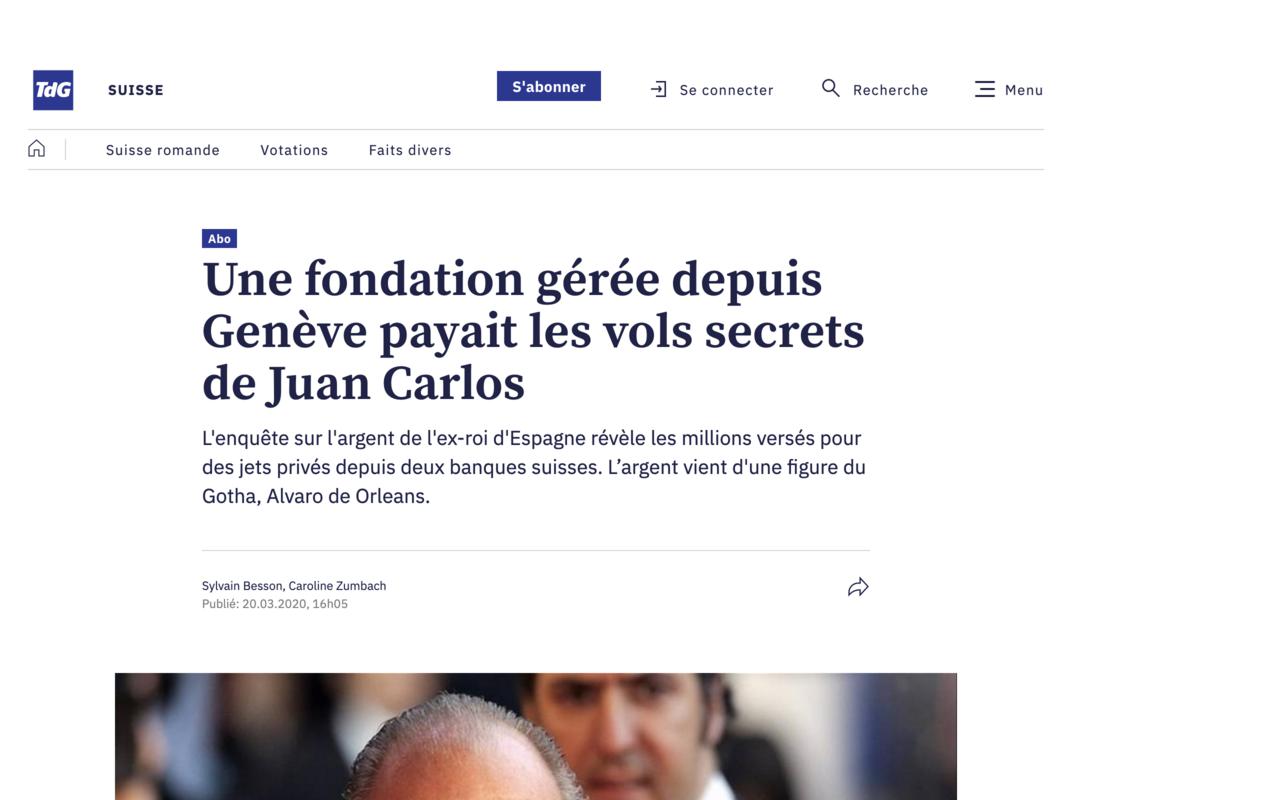 TdG
SUISSE
S'abonner
Se connecter
Recherche
Menu
Suisse romande
Votations
Faits divers
Abo
Une fondation gérée depuis
Genève payait les vols secrets
de Juan Carlos
L'enquête sur l'argent de l'ex-roi d'Espagne révèle les millions versés pour
des jets privés depuis deux banques suisses. L’argent vient d'une figure du
Gotha, Alvaro de Orleans.
Sylvain Besson, Caroline Zumbach
Publié: 20.03.2020, 16h05